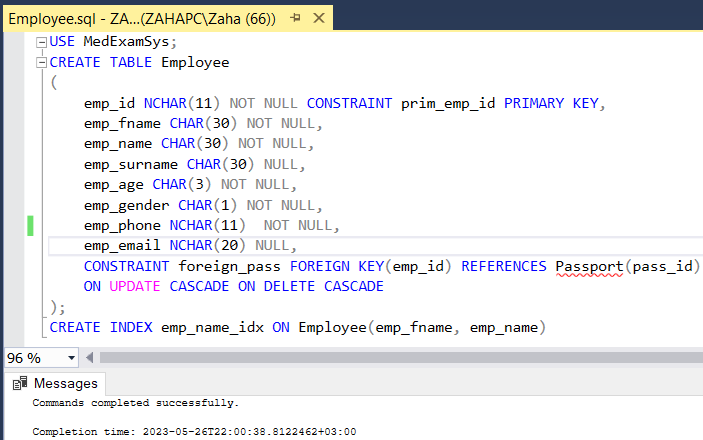 Employee.sql - ZA...(ZAHAPC\Zaha (66))
USE MedExamSys;
CREATE TABLE Employee
(
emp_id NCHAR(11) NOT NULL CONSTRAINT prim_emp_id PRIMARY KEY,
emp_fname CHAR(30) NOT NULL,
emp_name CHAR(30) NOT NULL,
emp_surname CHAR(30) NULL,
emp_age CHAR(3) NOT NULL,
emp_gender CHAR(1) NOT NULL,
emp_phone NCHAR(11)  NOT NULL,
emp_email NCHAR(20) NULL,
CONSTRAINT foreign_pass FOREIGN KEY(emp_id) REFERENCES Passport(pass_id)
ON UPDATE CASCADE ON DELETE CASCADE
);
CREATE INDEX emp_name_idx ON Employee(emp_fname, emp_name)
96 %
Messages
Commands completed successfully.
Completion time: 2023-05-26T22:00:38.8122462+03:00